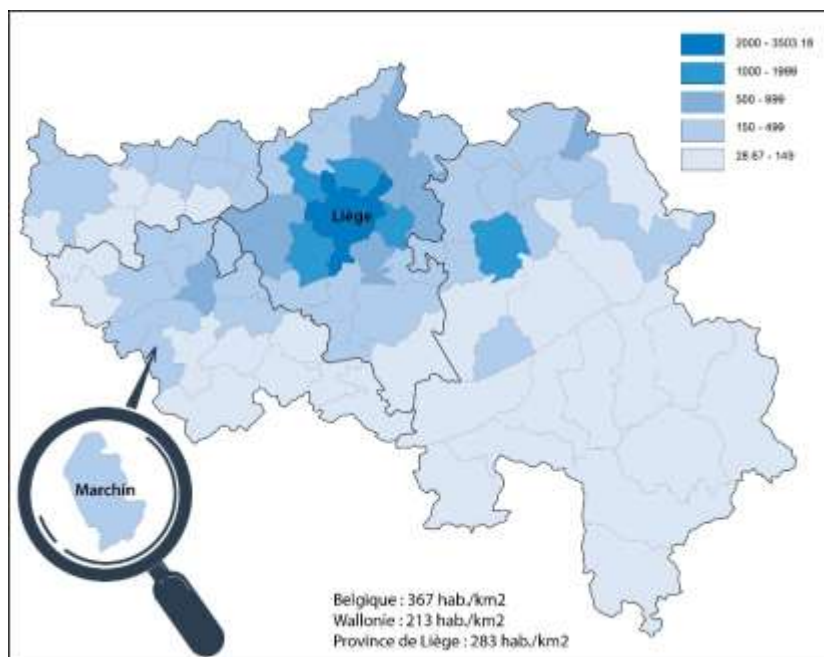 2000 - 3503.18
1000 - 1999
500 - 999
150 - 499
28.67 - 149
Liège
Marchin
Belgique : 367 hab./km2
Wallonie : 213 hab./km2
Province de Liège : 283 hab./km2